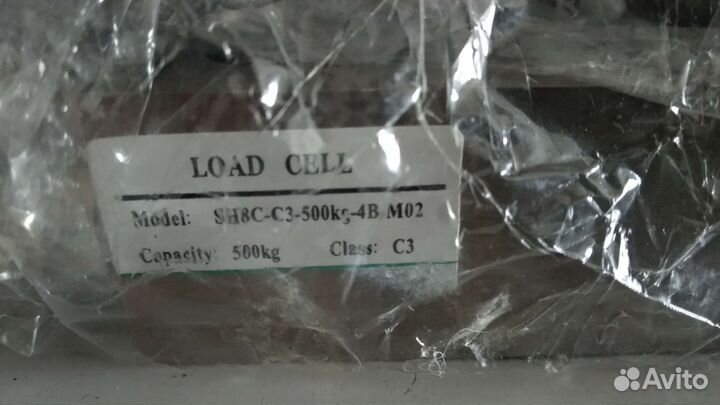 LOAD CELL
Model: SH8C-C3-500kg-4B M02
Capacity: 500kg Class: C3
Avito